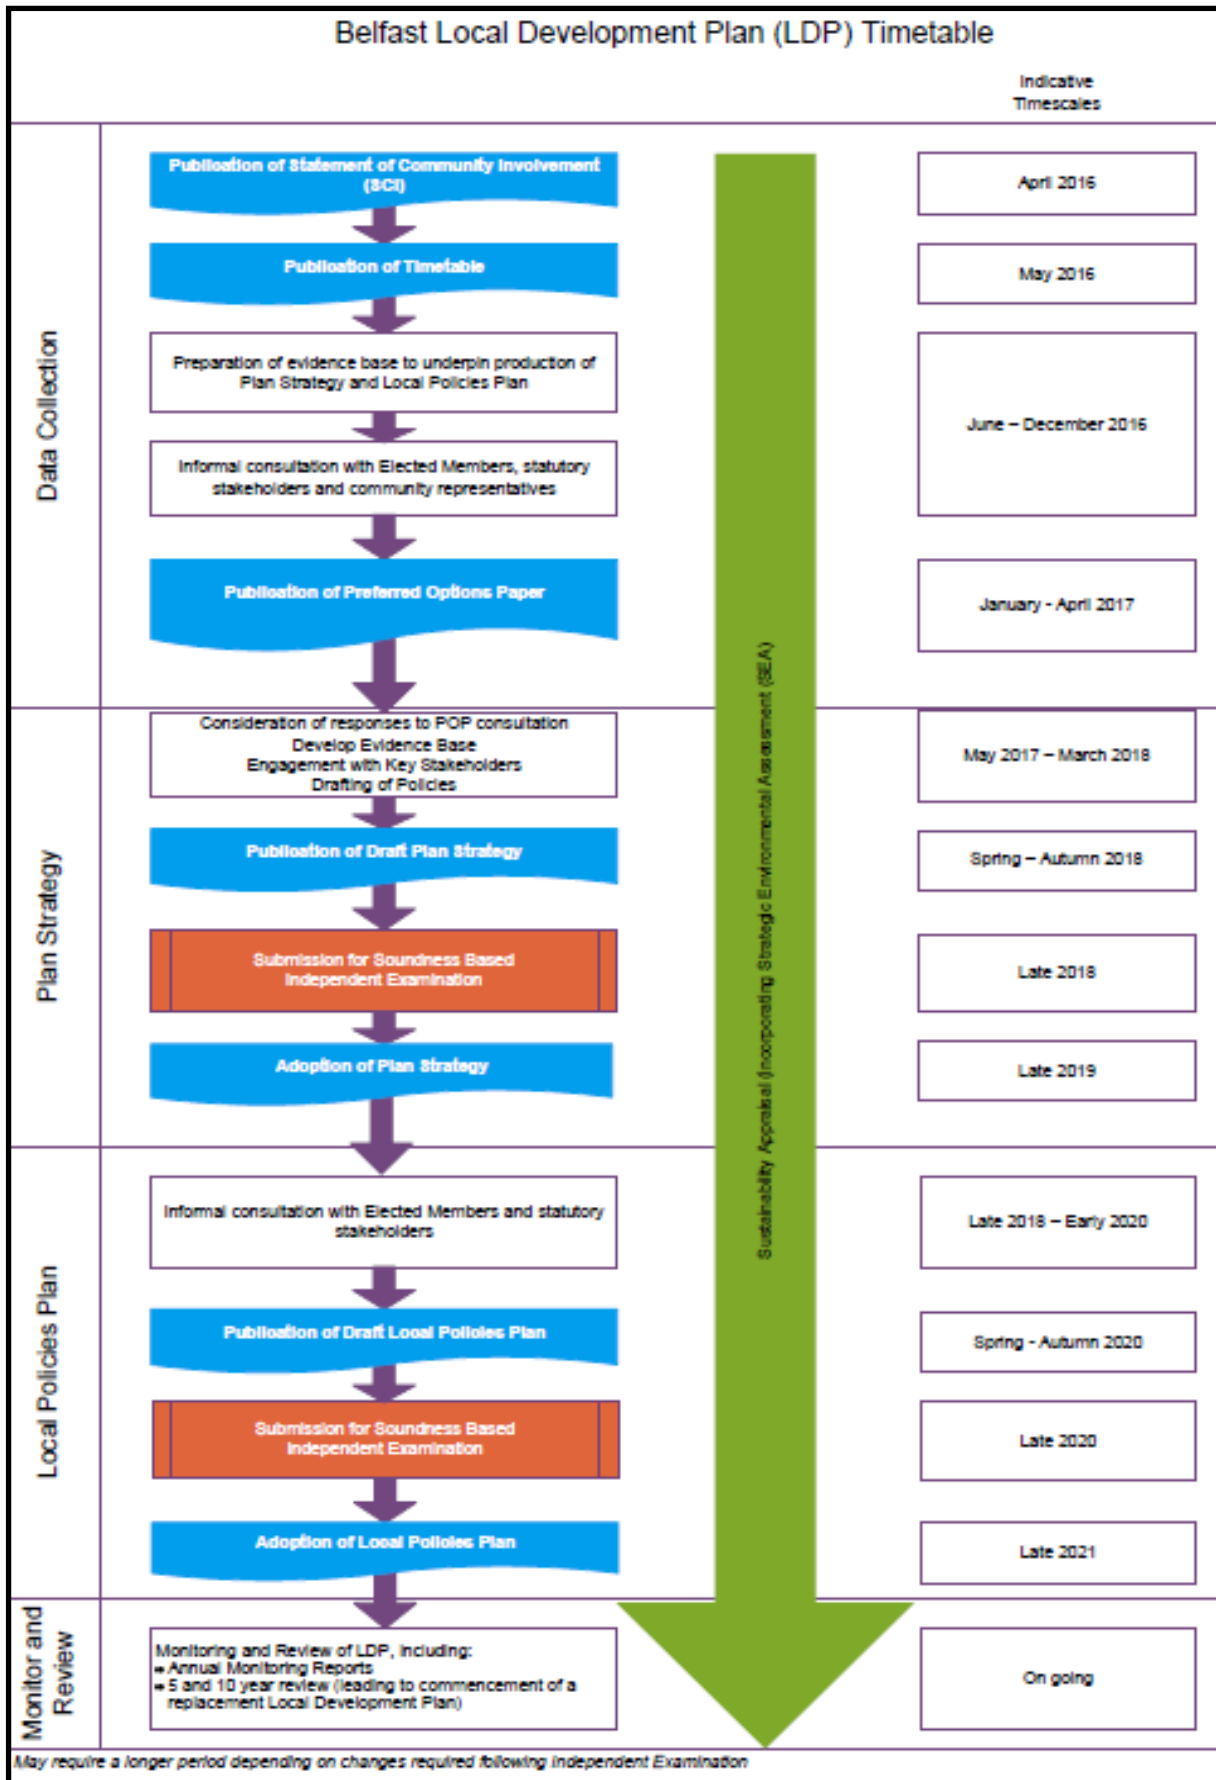 Belfast Local Development Plan (LDP) Timetable
Indicative
Timescales
Data Collection
Publication of Statement of Community Involvement
(SCI)
April 2016
Publication of Timetable
May 2016
Preparation of evidence base to underpin production of
Plan Strategy and Local Policies Plan
June – December 2016
Informal consultation with Elected Members, statutory
stakeholders and community representatives
Publication of Preferred Options Paper
January - April 2017
Sustainability Appraisal (Incorporating Strategic Environmental Assessment (SEA)
Plan Strategy
Consideration of responses to POP consultation
Develop Evidence Base
Engagement with Key Stakeholders
Drafting of Policies
May 2017 – March 2018
Publication of Draft Plan Strategy
Spring – Autumn 2018
Submission for Soundness Based
Independent Examination
Late 2018
Adoption of Plan Strategy
Late 2019
Local Policies Plan
Informal consultation with Elected Members and statutory
stakeholders
Late 2018 – Early 2020
Publication of Draft Local Policies Plan
Spring - Autumn 2020
Submission for Soundness Based
Independent Examination
Late 2020
Adoption of Local Policies Plan
Late 2021
Monitor and
Review
Monitoring and Review of LDP, including:
➡ Annual Monitoring Reports
➡ 5 and 10 year review (leading to commencement of a
replacement Local Development Plan)
On going
May require a longer period depending on changes required following Independent Examination